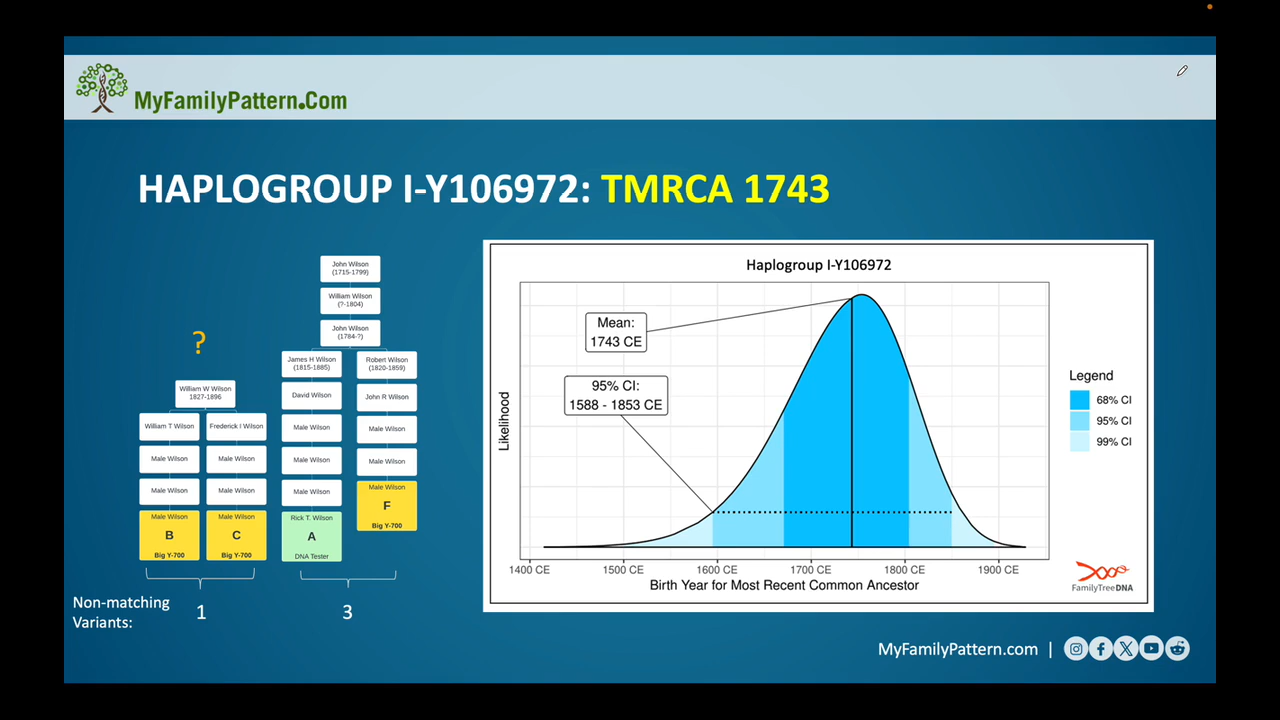 MyFamilyPattern.Com
HAPLOGROUP I-Y106972: TMRCA 1743
John Wilson
(1715-1799)
William Wilson
(?-1804)
John Wilson
(1784-?)
?
William W Wilson
1827-1896
William T Wilson
Frederick I Wilson
Male Wilson
Male Wilson
Male Wilson
Male Wilson
Male Wilson
B
Big Y-700
Male Wilson
C
Big Y-700
James H Wilson
(1815-1885)
David Wilson
Male Wilson
Male Wilson
Male Wilson
Rick T. Wilson
A
DNA Tester
Robert Wilson
(1820-1859)
John R Wilson
Male Wilson
Male Wilson
Male Wilson
F
Big Y-700
Non-matching
Variants:
1
3
Haplogroup I-Y106972
Mean:
1743 CE
95% CI:
1588 - 1853 CE
Likelihood
1400 CE
1500 CE
1600 CE
1700 CE
1800 CE
1900 CE
Birth Year for Most Recent Common Ancestor
Legend
68% CI
95% CI
99% CI
FamilyTreeDNA
MyFamilyPattern.com |